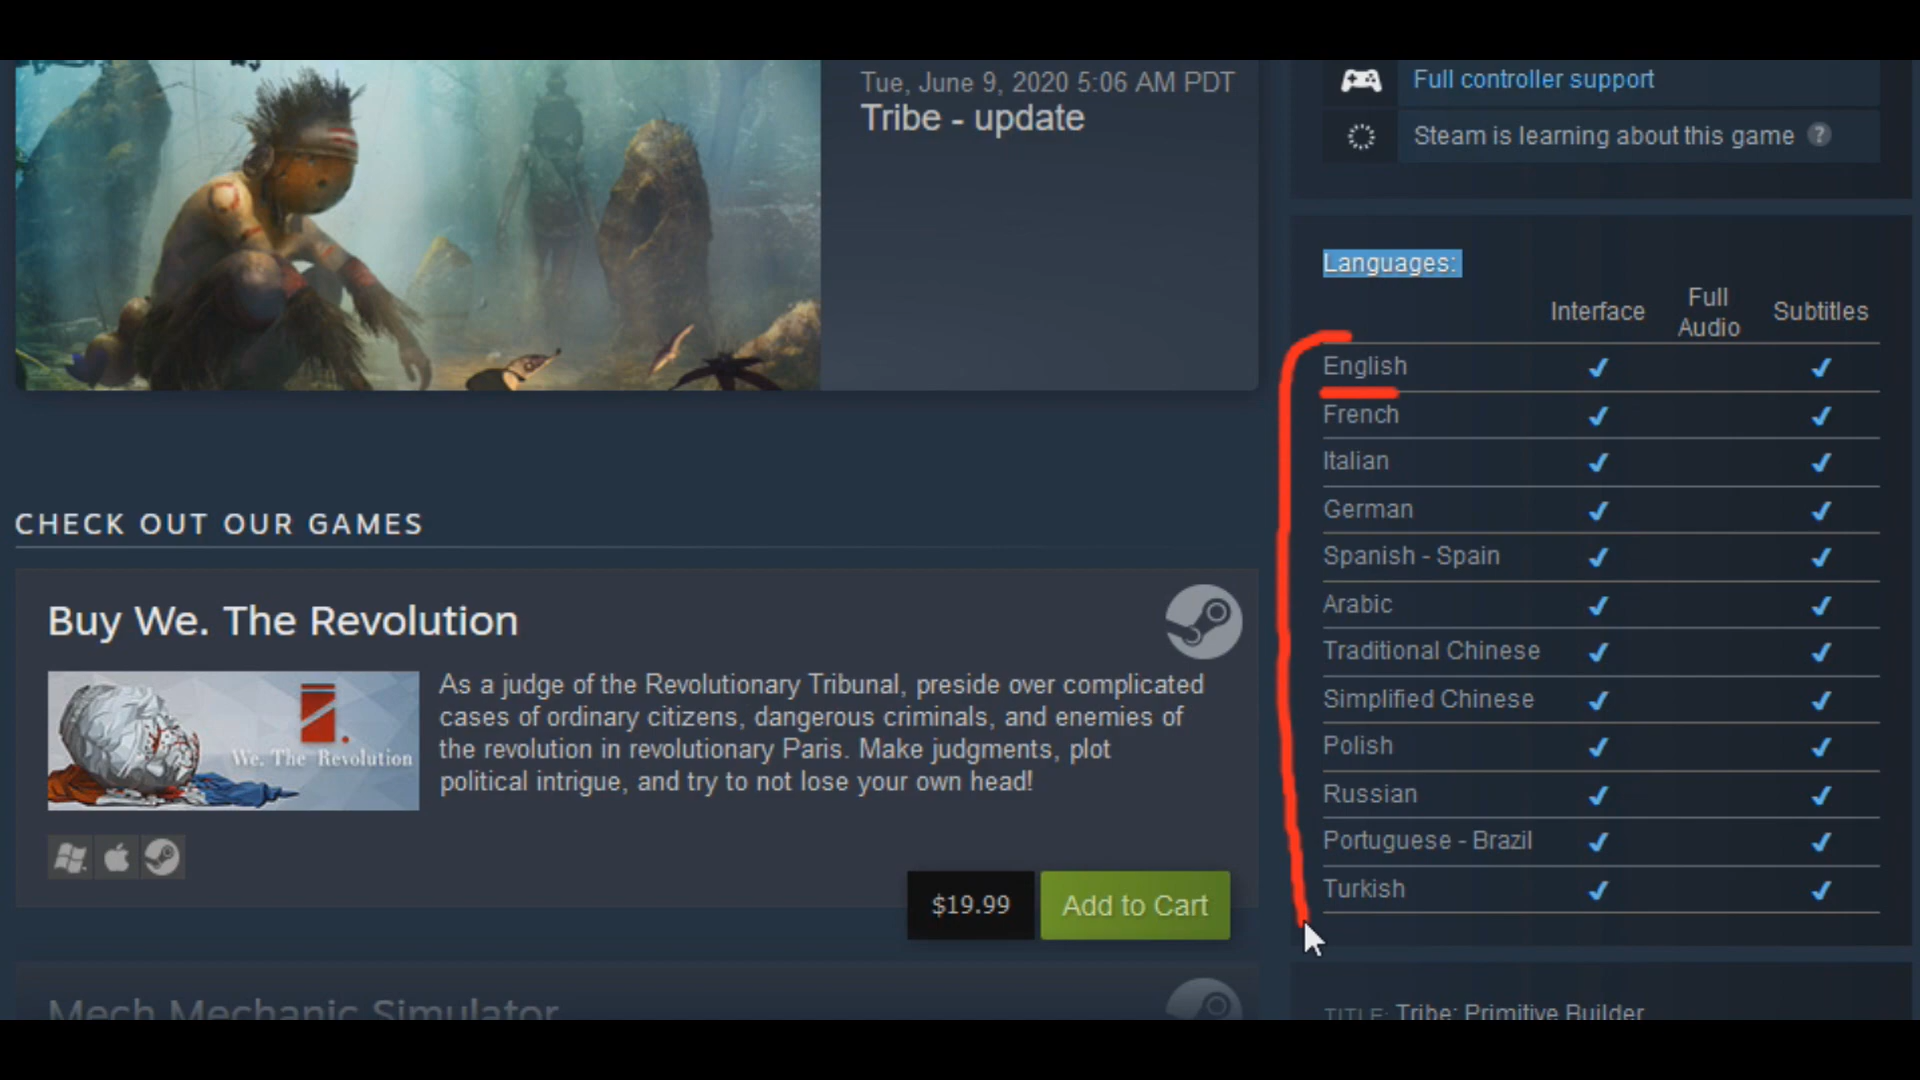 Tue, June 9, 2020 5:06 AM PDT
Tribe - update
CHECK OUT OUR GAMES
Buy We. The Revolution
We. The Revolution
As a judge of the Revolutionary Tribunal, preside over complicated
cases of ordinary citizens, dangerous criminals, and enemies of
the revolution in revolutionary Paris. Make judgments, plot
political intrigue, and try to not lose your own head!
$19.99
Add to Cart
Mech Mechanic Simulator
Full controller support
Steam is learning about this game ?
Languages:
Interface Full Audio Subtitles
English
French
Italian
German
Spanish - Spain
Arabic
Traditional Chinese
Simplified Chinese
Polish
Russian
Portuguese - Brazil
Turkish
TITLE: Tribe: Primitive Builder